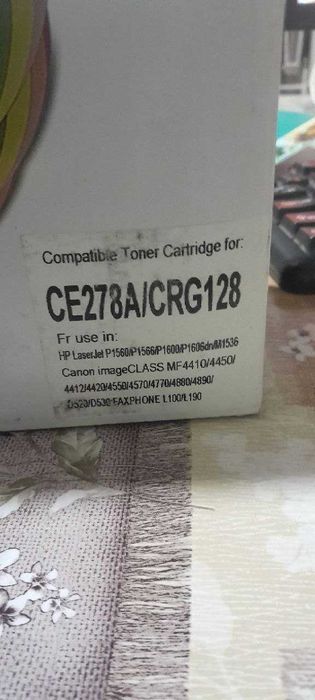 Compatible Toner Cartridge for:
CE278A/CRG128
Fr use in:
HP LaserJet P1560/P1566/P1600/P1606dn/M1536
Canon imageCLASS MF4410/4450/
4412/4420/4550/4570/4770/4880/4890/
D520/D530 FAXPHONE L100/L190